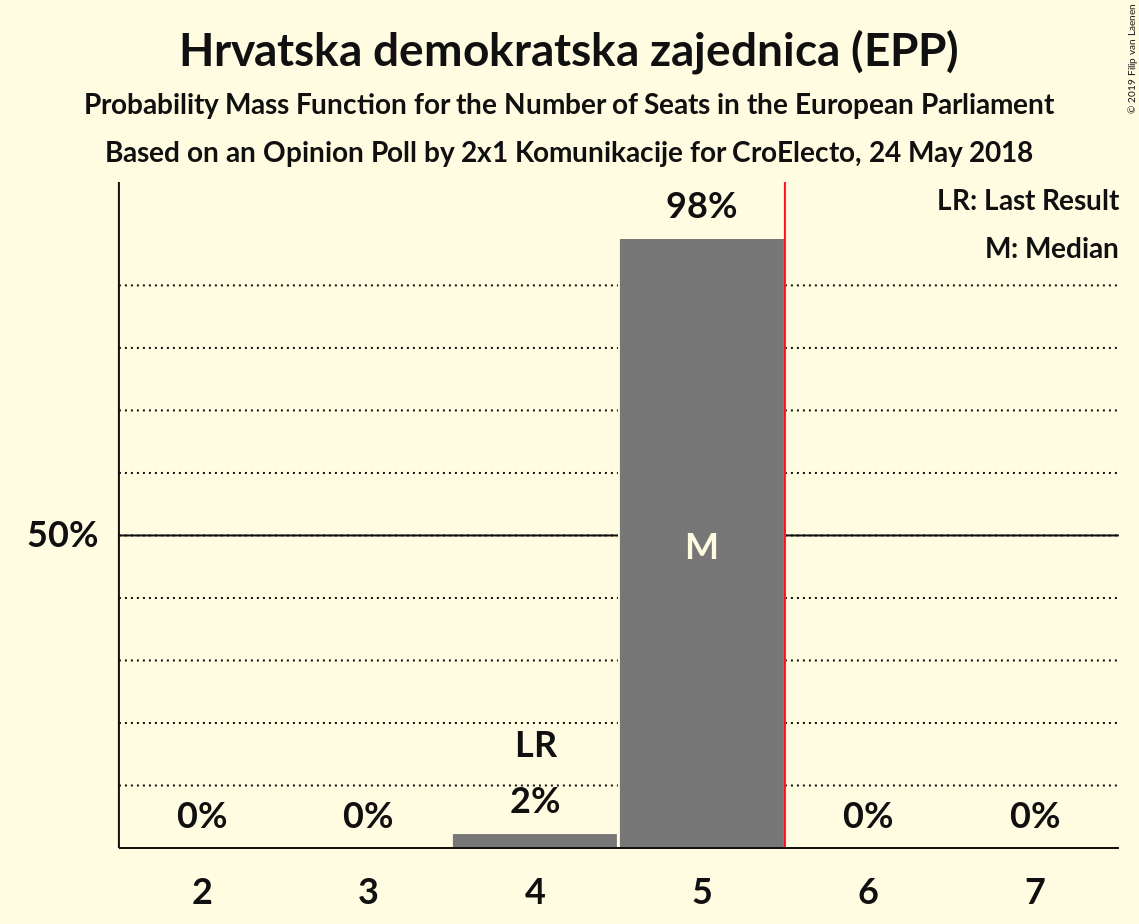 Hrvatska demokratska zajednica (EPP)
Probability Mass Function for the Number of Seats in the European Parliament
Based on an Opinion Poll by 2x1 Komunikacije for CroElecto, 24 May 2018
© 2019 Filip van Laenen
LR: Last Result
M: Median
98%
50%
M
LR
0%
0%
2%
0%
0%
2
3
4
5
6
7